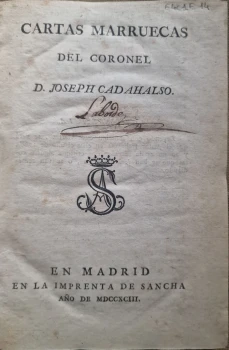 CARTAS MARRUECAS
DEL CORONEL
D. JOSEPH CADAHALSO.
EN MADRID
EN LA IMPRENTA DE SANCHA
AÑO DE MDCCXCIII.